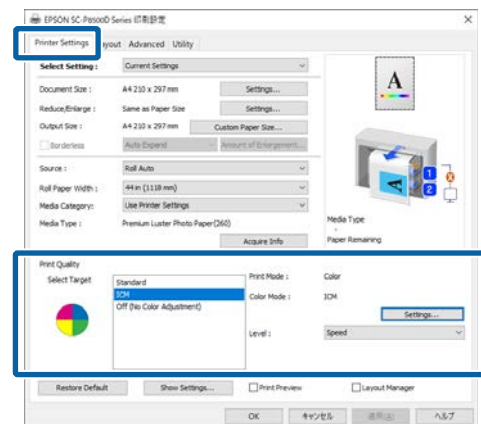 EPSON SC-P8500D Series 印刷設定
Printer Settings
yout
Advanced
Utility
Select Setting :
Current Settings
Document Size :
A4 210 x 297 mm
Settings...
Reduce/Enlarge :
Same as Paper Size
Settings...
Output Size :
A4 210 x 297 mm
Custom Paper Size...
Borderless
Auto Expand
Amount of Enlargement...
Source :
Roll Auto
Roll Paper Width :
44 in (1118 mm)
Media Category:
Use Printer Settings
Media Type :
Premium Luster Photo Paper(260)
Acquire Info
A
A
1
2
Media Type
-
Paper Remaining
Print Quality
Select Target
Standard
ICM
Off (No Color Adjustment)
Print Mode :
Color
Color Mode :
ICM
Settings...
Level :
Speed
Restore Default
Show Settings...
Print Preview
Layout Manager
OK
キャンセル
適用(A)
ヘルプ